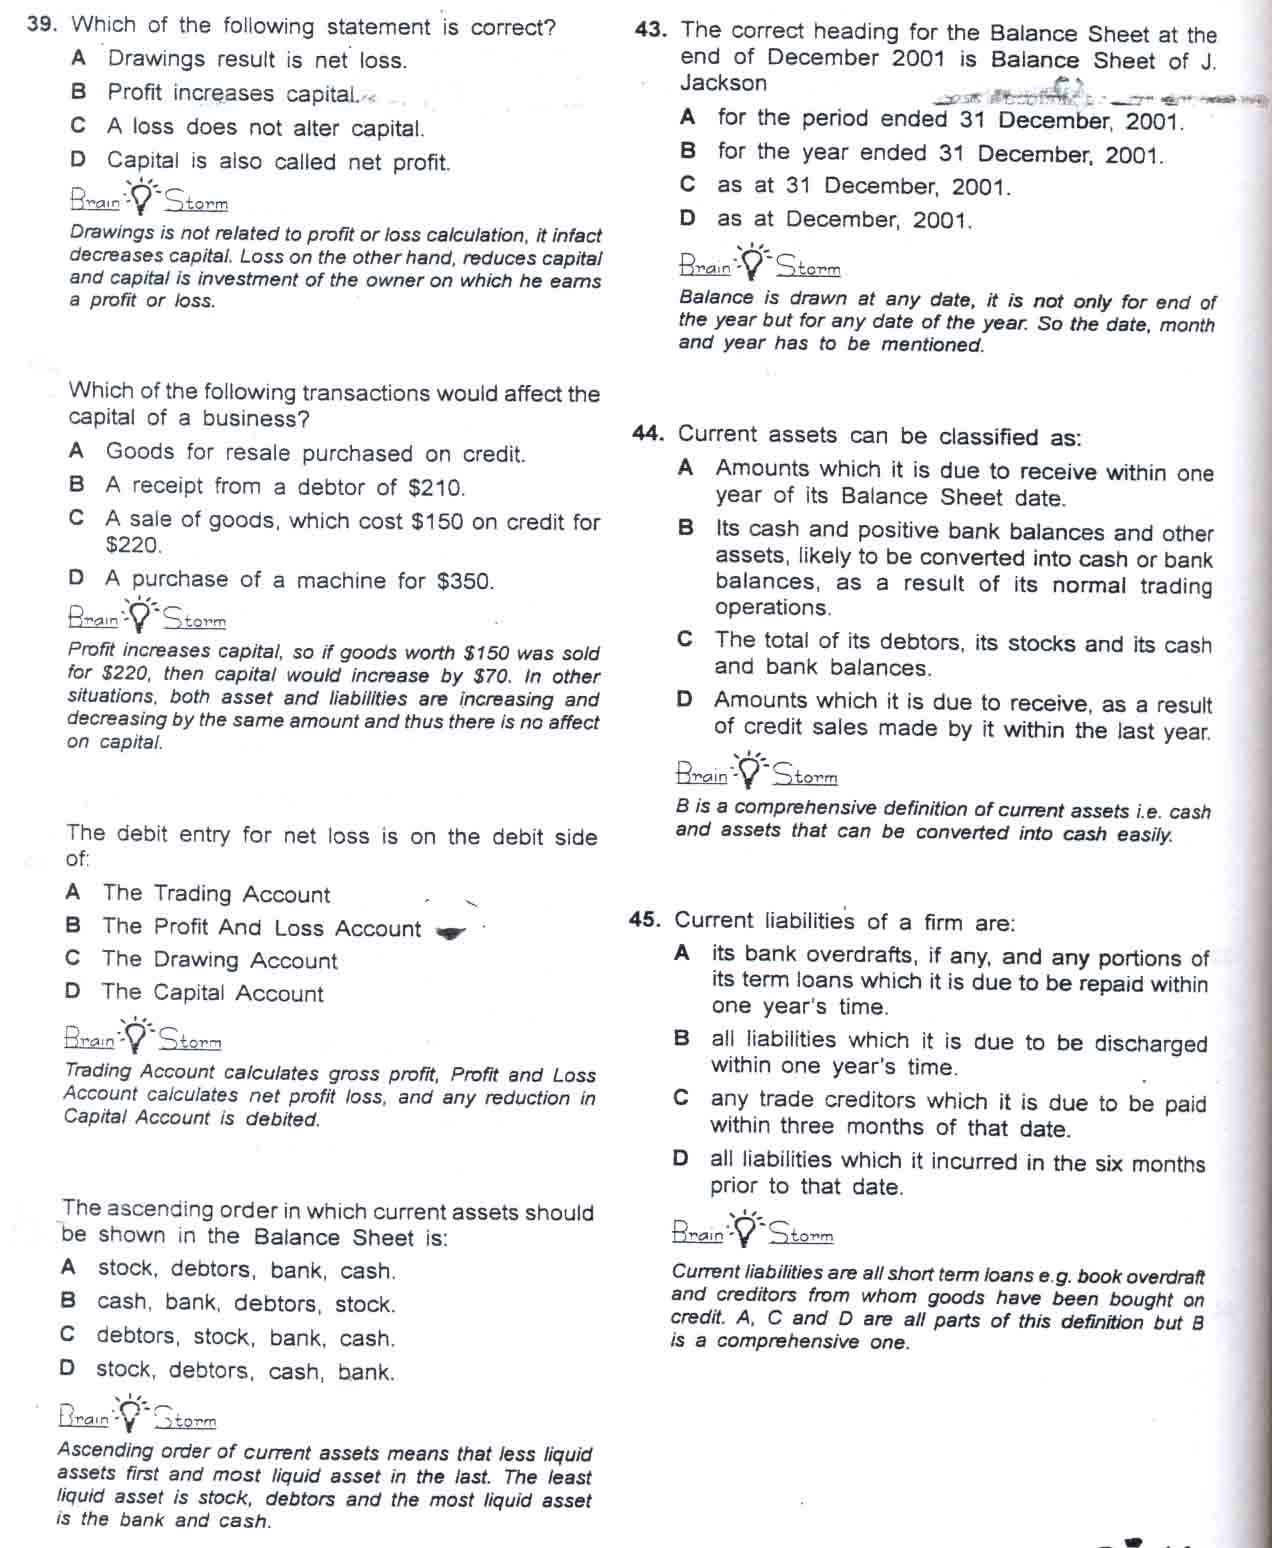 39. Which of the following statement is correct?
A Drawings result is net loss.
B Profit increases capital.
C A loss does not alter capital.
D Capital is also called net profit.
Brain Storm
Drawings is not related to profit or loss calculation, it infact
decreases capital. Loss on the other hand, reduces capital
and capital is investment of the owner on which he earns
a profit or loss.
Which of the following transactions would affect the
capital of a business?
A Goods for resale purchased on credit.
B A receipt from a debtor of $210.
C A sale of goods, which cost $150 on credit for
$220.
D A purchase of a machine for $350.
Brain Storm
Profit increases capital, so if goods worth $150 was sold
for $220, then capital would increase by $70. In other
situations, both asset and liabilities are increasing and
decreasing by the same amount and thus there is no affect
on capital.
The debit entry for net loss is on the debit side
of:
A The Trading Account
B The Profit And Loss Account
C The Drawing Account
D The Capital Account
Brain Storm
Trading Account calculates gross profit, Profit and Loss
Account calculates net profit loss, and any reduction in
Capital Account is debited.
The ascending order in which current assets should
be shown in the Balance Sheet is:
A stock, debtors, bank, cash.
B cash, bank, debtors, stock.
C debtors, stock, bank, cash.
D stock, debtors, cash, bank.
Brain Storm
Ascending order of current assets means that less liquid
assets first and most liquid asset in the last. The least
liquid asset is stock, debtors and the most liquid asset
is the bank and cash.
43. The correct heading for the Balance Sheet at the
end of December 2001 is Balance Sheet of J.
Jackson
A for the period ended 31 December, 2001.
B for the year ended 31 December, 2001.
C as at 31 December, 2001.
D as at December, 2001.
Brain Storm
Balance is drawn at any date, it is not only for end of
the year but for any date of the year. So the date, month
and year has to be mentioned.
44. Current assets can be classified as:
A Amounts which it is due to receive within one
year of its Balance Sheet date.
B Its cash and positive bank balances and other
assets, likely to be converted into cash or bank
balances, as a result of its normal trading
operations.
C The total of its debtors, its stocks and its cash
and bank balances.
D Amounts which it is due to receive, as a result
of credit sales made by it within the last year.
Brain Storm
B is a comprehensive definition of current assets i.e. cash
and assets that can be converted into cash easily.
45. Current liabilities of a firm are:
A its bank overdrafts, if any, and any portions of
its term loans which it is due to be repaid within
one year's time.
B all liabilities which it is due to be discharged
within one year's time.
C any trade creditors which it is due to be paid
within three months of that date.
D all liabilities which it incurred in the six months
prior to that date.
Brain Storm
Current liabilities are all short term loans e.g. book overdraft
and creditors from whom goods have been bought on
credit. A, C and D are all parts of this definition but B
is a comprehensive one.